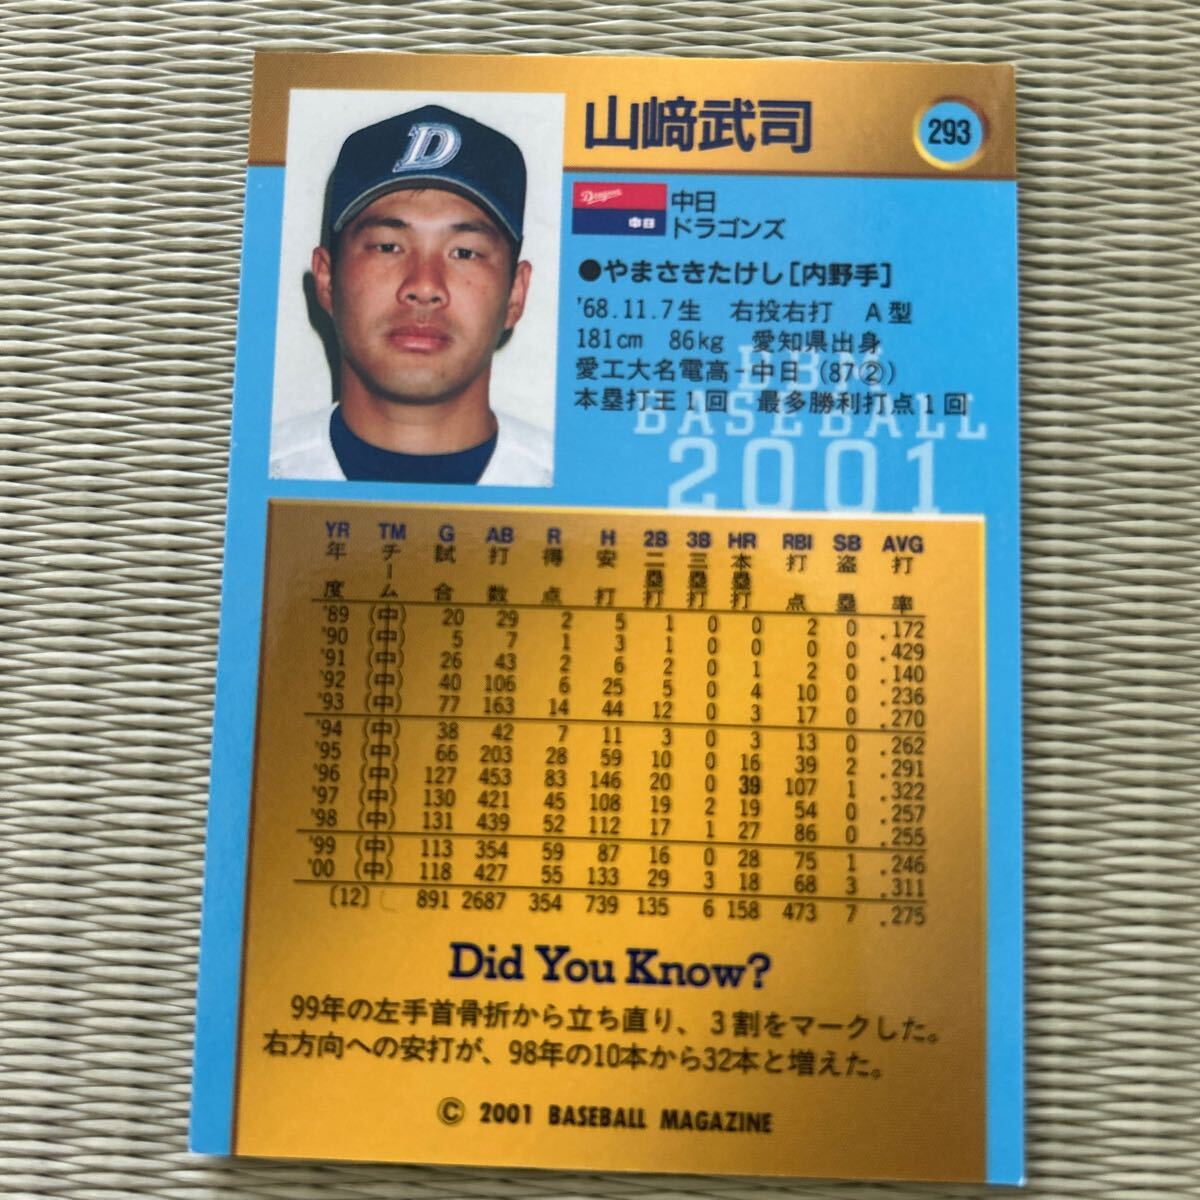 D
山﨑武司
293
Dragons
中日
中日
ドラゴンズ
●やまさきたけし[内野手]
'68.11.7生 右投右打 A型
181cm 86kg 愛知県出身
愛工大名電高-中日 (87②)
本塁打王1回 最多勝利打点1回
BBM
BASEBALL
2001
YR TM G AB R H 2B 3B HR RBI SB AVG
年度 チーム 試合 打数 得点 安打 二塁打 三塁打 本塁打 打点 盗塁 打率
'89 (中) 20 29 2 5 1 0 0 2 0 .172
'90 (中) 5 7 1 3 1 0 0 0 0 .429
'91 (中) 26 43 2 6 2 0 1 2 0 .140
'92 (中) 40 106 6 25 5 0 4 10 0 .236
'93 (中) 77 163 14 44 12 0 3 17 0 .270
'94 (中) 38 42 7 11 3 0 3 13 0 .262
'95 (中) 66 203 28 59 10 0 16 39 2 .291
'96 (中) 127 453 83 146 20 0 39 107 1 .322
'97 (中) 130 421 45 108 19 2 19 54 0 .257
'98 (中) 131 439 52 112 17 1 27 86 0 .255
'99 (中) 113 354 59 87 16 0 28 75 1 .246
'00 (中) 118 427 55 133 29 3 18 68 3 .311
[12] 891 2687 354 739 135 6 158 473 7 .275
Did You Know?
99年の左手首骨折から立ち直り、3割をマークした。
右方向への安打が、98年の10本から32本と増えた。
© 2001 BASEBALL MAGAZINE